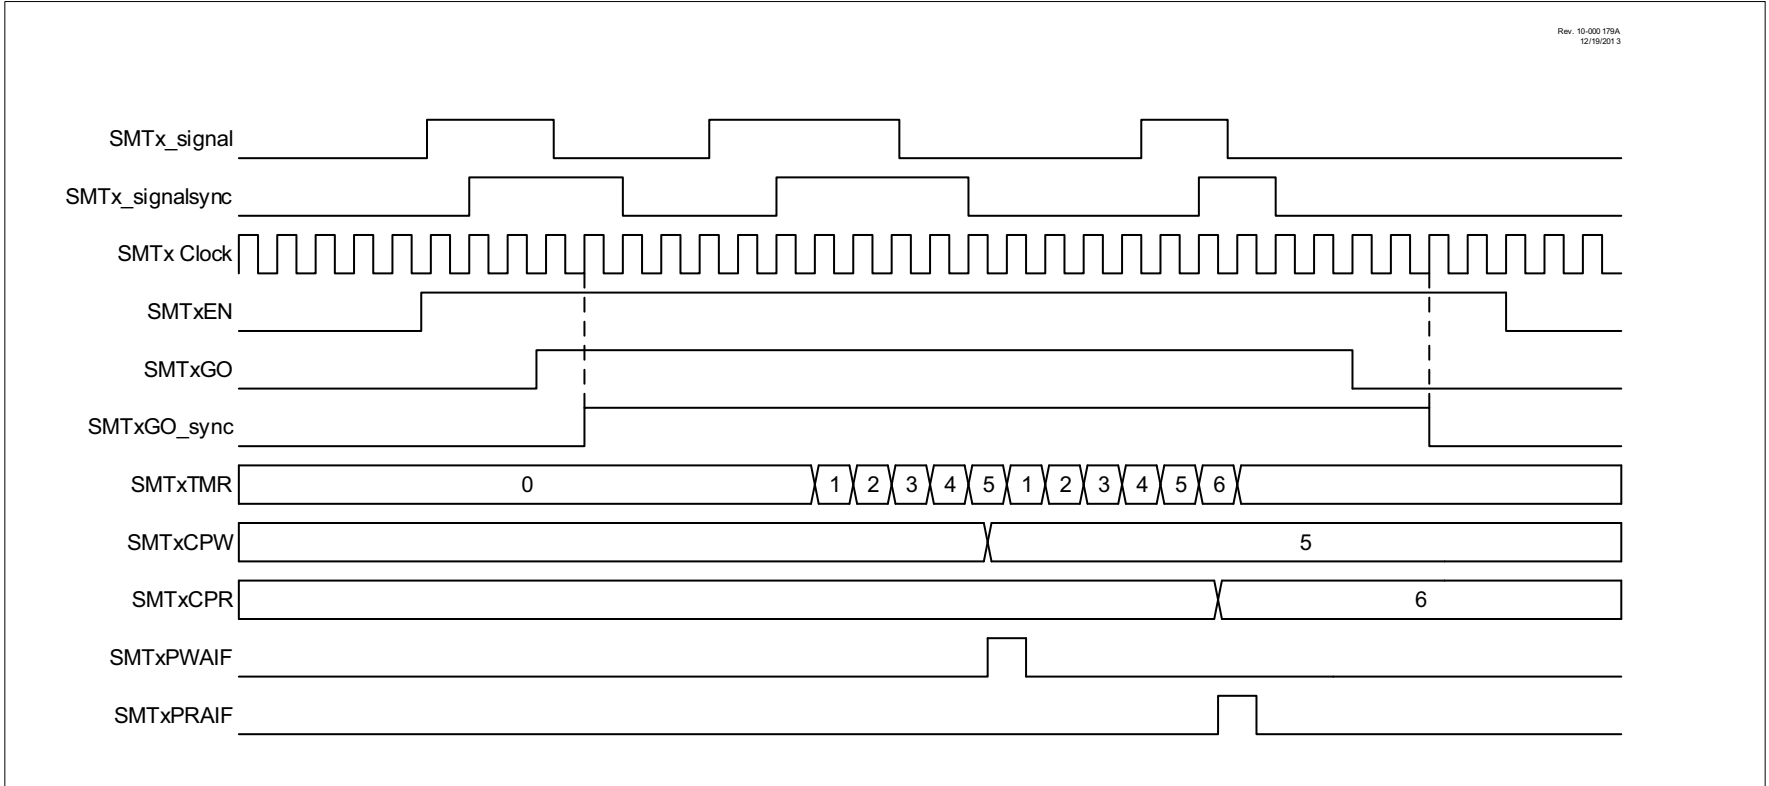 Rev. 10-000 179A
12/19/201 3
SMTx_signal
SMTx_signalsync
SMTx Clock
SMTxEN
SMTxGO
SMTxGO_sync
SMTxTMR 0 1 2 3 4 5 1 2 3 4 5 6
SMTxCPW 5
SMTxCPR 6
SMTxPWAIF
SMTxPRAIF